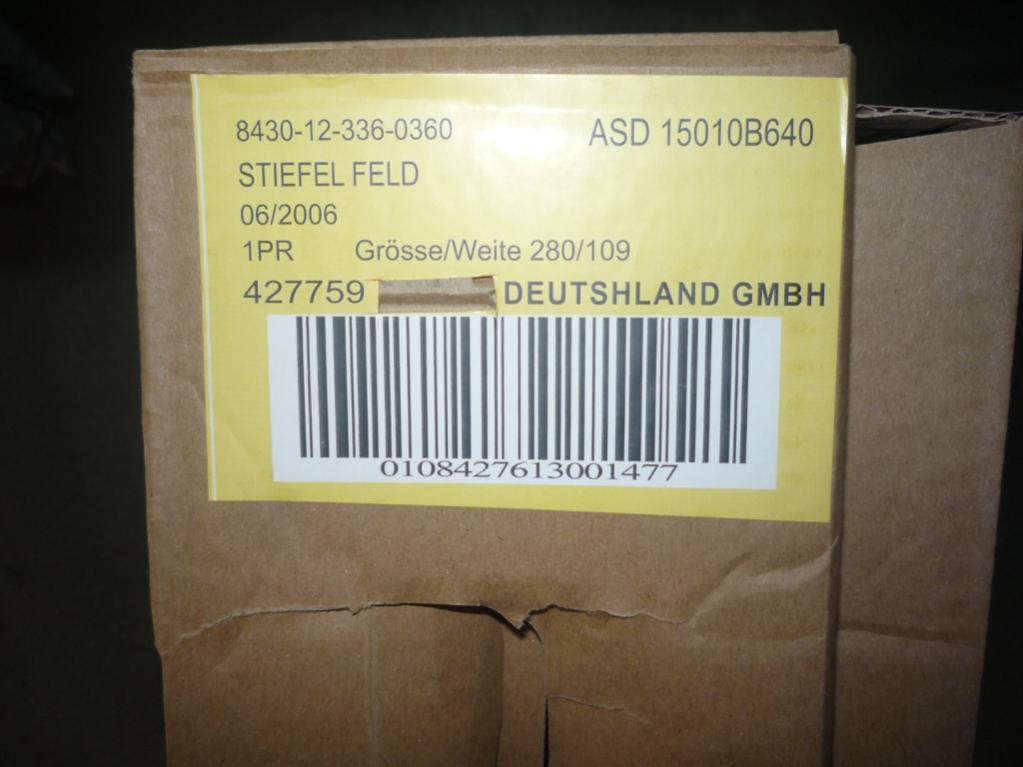 8430-12-336-0360 ASD 15010B640
STIEFEL FELD
06/2006
1PR Grösse/Weite 280/109
427759 DEUTSHLAND GMBH
0108427613001477